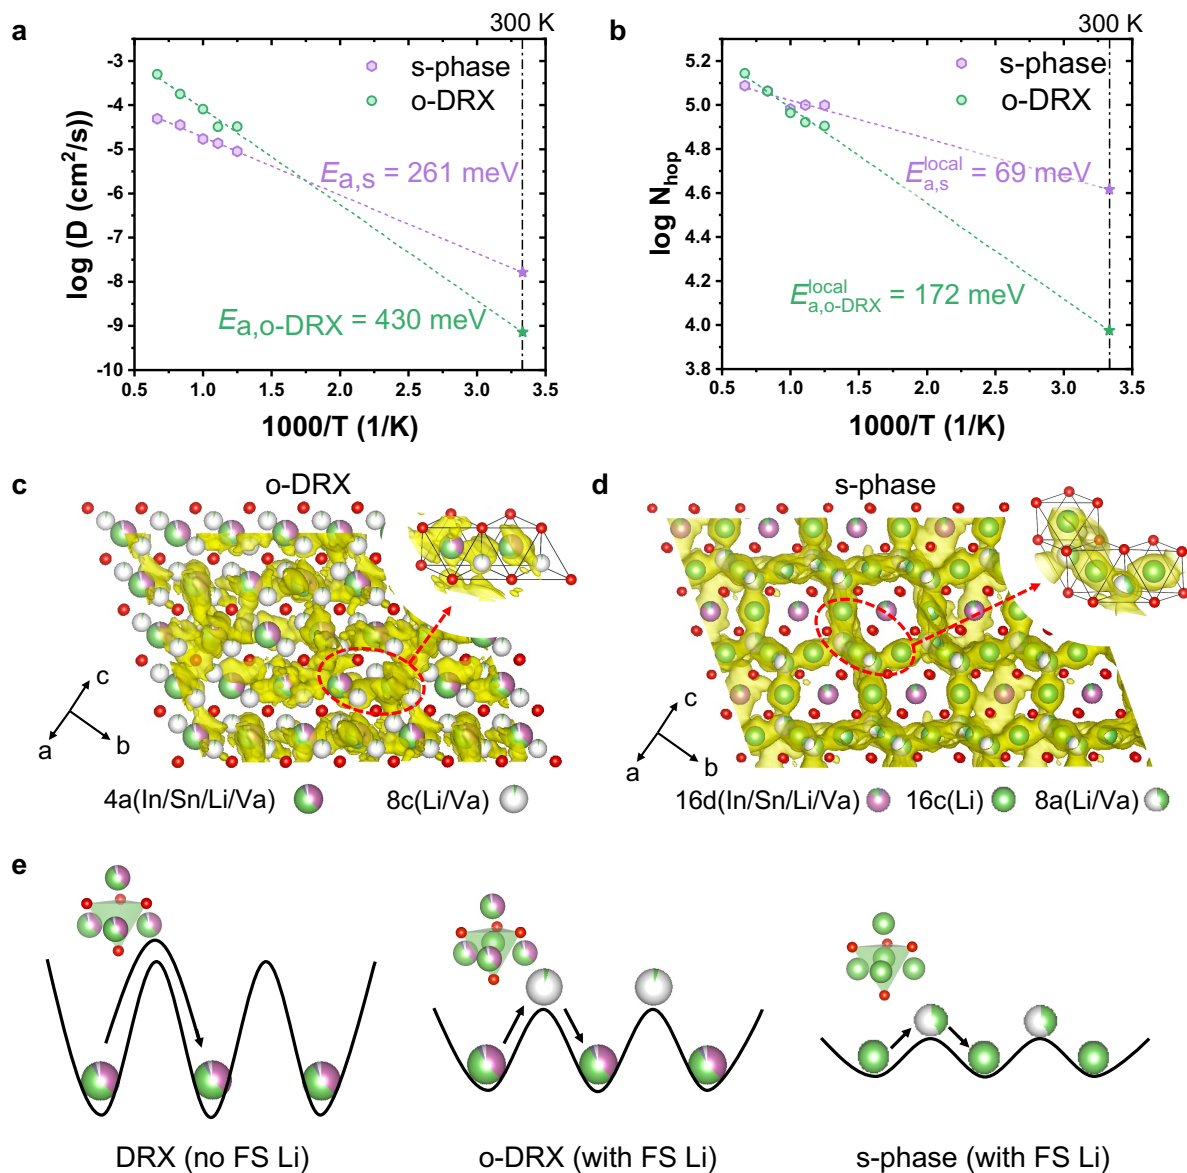 a
300 K
-3
-4
-5
-6
-7
-8
-9
-10
log (D (cm²/s))
s-phase
o-DRX
Ea,s = 261 meV
Ea,o-DRX = 430 meV
0.5 1.0 1.5 2.0 2.5 3.0 3.5
1000/T (1/K)
b
300 K
5.2
5.0
4.8
4.6
4.4
4.2
4.0
3.8
log Nhop
s-phase
o-DRX
E local a,s = 69 meV
E local a,o-DRX = 172 meV
0.5 1.0 1.5 2.0 2.5 3.0 3.5
1000/T (1/K)
c
o-DRX
c
a
b
4a(In/Sn/Li/Va)
8c(Li/Va)
d
s-phase
c
a
b
16d(In/Sn/Li/Va)
16c(Li)
8a(Li/Va)
e
DRX (no FS Li)
o-DRX (with FS Li)
s-phase (with FS Li)